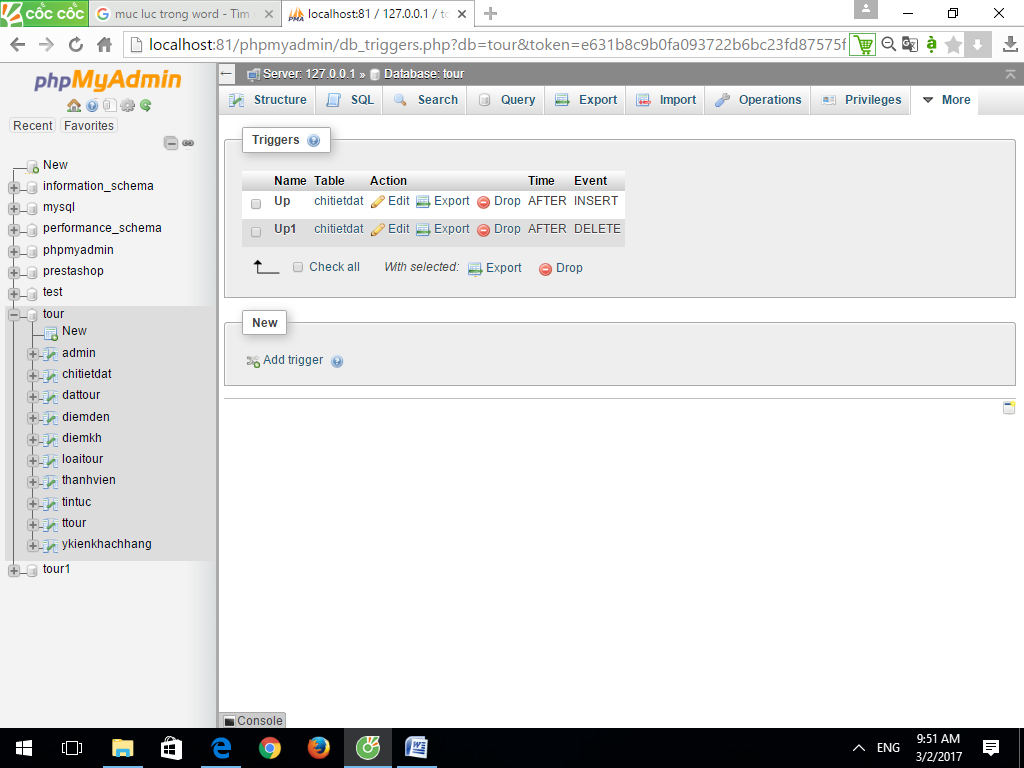 CỐC CỐC
muc luc trong word - Tìm
localhost:81 / 127.0.0.1 / to
localhost:81/phpmyadmin/db_triggers.php?db=tour&token=e631b8c9b0fa093722b6bc23fd87575f
phpMyAdmin
Recent Favorites
New
information_schema
mysql
performance_schema
phpmyadmin
prestashop
test
tour
New
admin
chitietdat
dattour
diemden
diemkh
loaitour
thanhvien
tintuc
ttour
ykienkhachhang
tour1
Server: 127.0.0.1 » Database: tour
Structure SQL Search Query Export Import Operations Privileges More
Triggers
Name Table Action Time Event
Up chitietdat Edit Export Drop AFTER INSERT
Up1 chitietdat Edit Export Drop AFTER DELETE
Check all With selected: Export Drop
New
Add trigger
Console
ENG
9:51 AM
3/2/2017